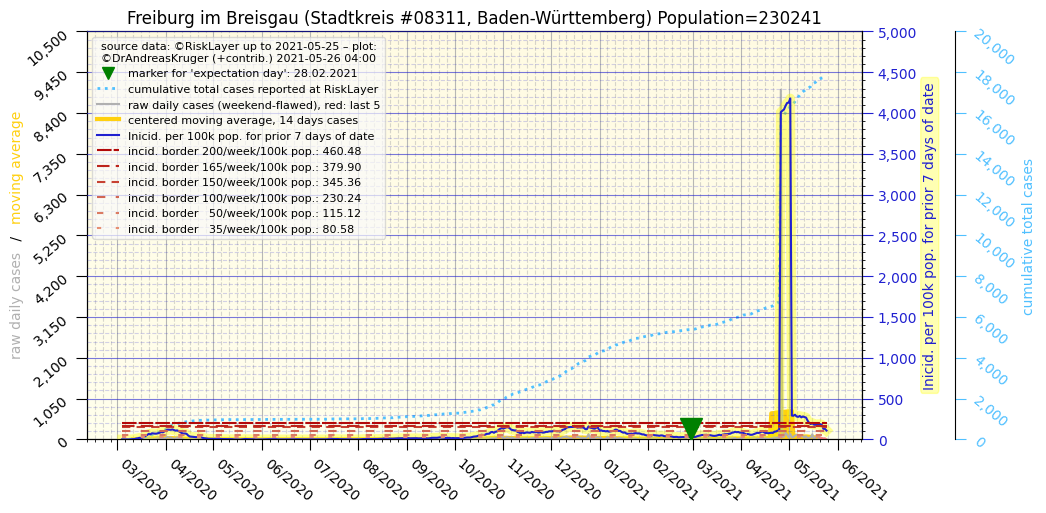 Freiburg im Breisgau (Stadtkreis #08311, Baden-Württemberg) Population=230241
source data: ©RiskLayer up to 2021-05-25 – plot:
©DrAndreasKruger (+contrib.) 2021-05-26 04:00
marker for 'expectation day': 28.02.2021
cumulative total cases reported at RiskLayer
raw daily cases (weekend-flawed), red: last 5
centered moving average, 14 days cases
Inicid. per 100k pop. for prior 7 days of date
incid. border 200/week/100k pop.: 460.48
incid. border 165/week/100k pop.: 379.90
incid. border 150/week/100k pop.: 345.36
incid. border 100/week/100k pop.: 230.24
incid. border   50/week/100k pop.: 115.12
incid. border   35/week/100k pop.: 80.58
raw daily cases / moving average
10,500
9,450
8,400
7,350
6,300
5,250
4,200
3,150
2,100
1,050
0
5,000
4,500
4,000
3,500
3,000
2,500
2,000
1,500
1,000
500
0
Inicid. per 100k pop. for prior 7 days of date
20,000
18,000
16,000
14,000
12,000
10,000
8,000
6,000
4,000
2,000
0
cumulative total cases
03/2020
04/2020
05/2020
06/2020
07/2020
08/2020
09/2020
10/2020
11/2020
12/2020
01/2021
02/2021
03/2021
04/2021
05/2021
06/2021